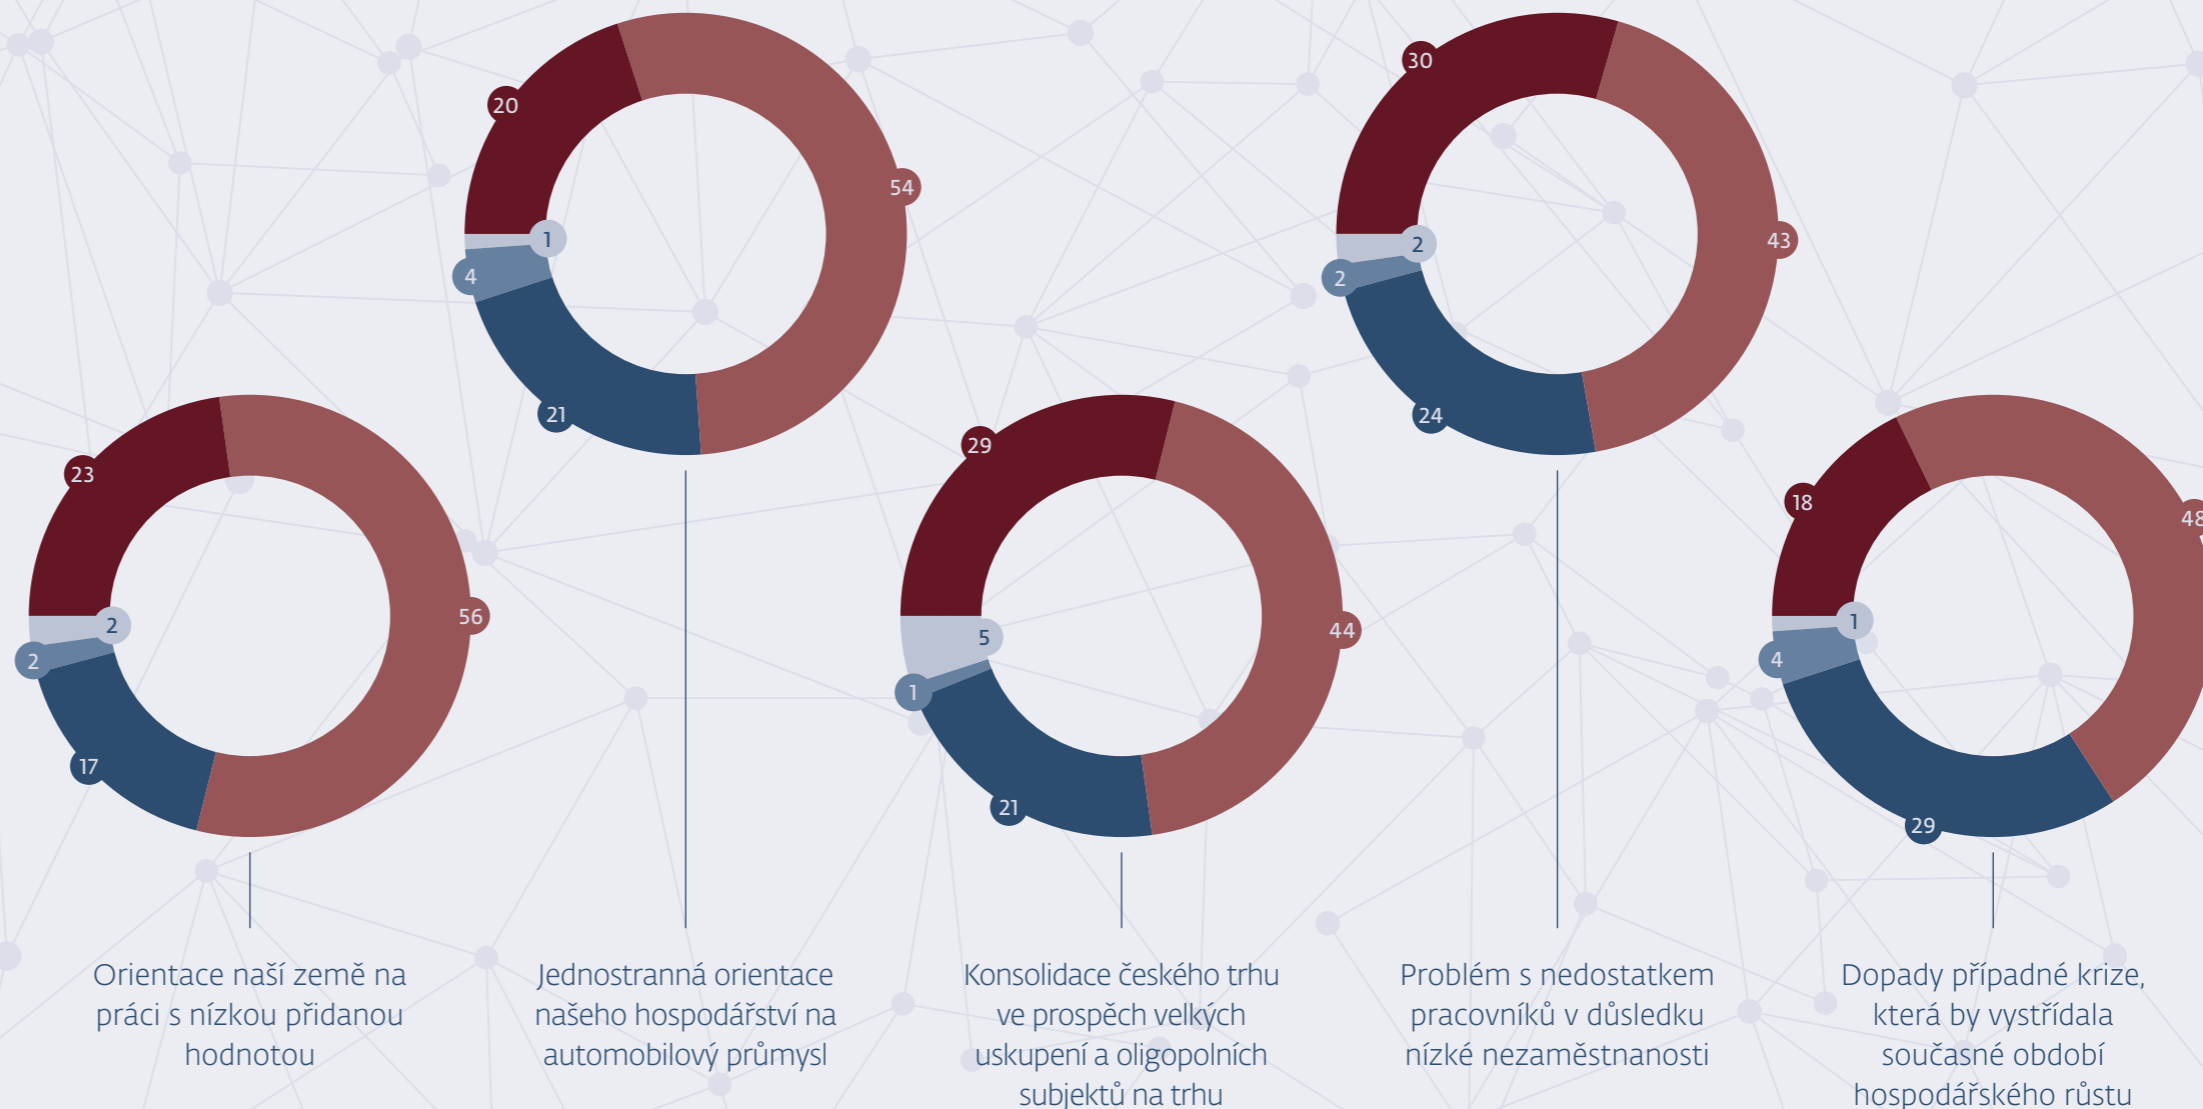 20
54
1
4
21
30
43
2
2
24
23
56
2
2
17
29
44
5
1
21
18
48
1
4
29
Orientace naší země na
práci s nízkou přidanou
hodnotou
Jednostranná orientace
našeho hospodářství na
automobilový průmysl
Konsolidace českého trhu
ve prospěch velkých
uskupení a oligopolních
subjektů na trhu
Problém s nedostatkem
pracovníků v důsledku
nízké nezaměstnanosti
Dopady případné krize,
která by vystřídala
současné období
hospodářského růstu